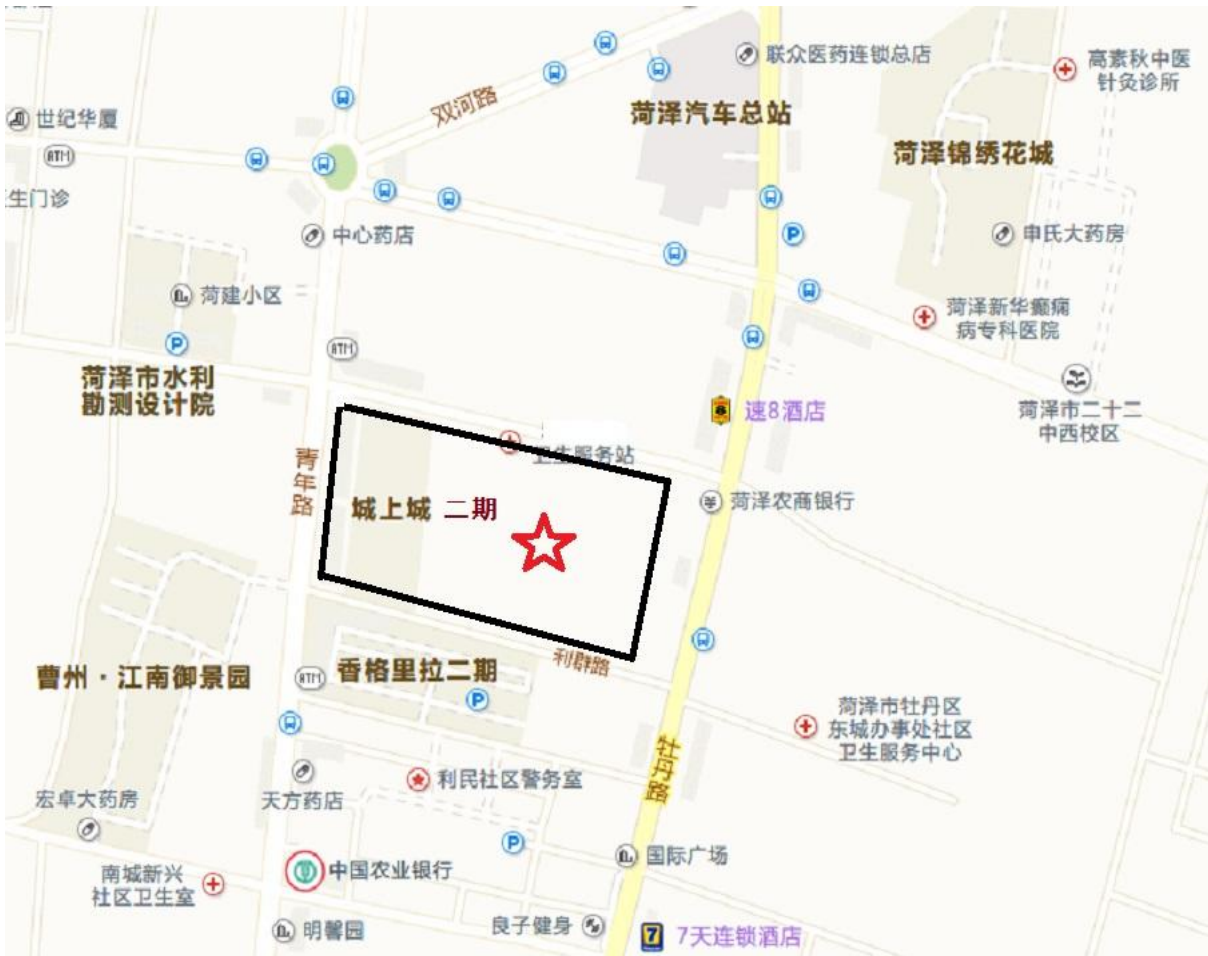 联众医药连锁总店
高素秋中医
针灸诊所
双河路
菏泽汽车总站
世纪华厦
ATM
菏泽锦绣花城
生门诊
中心药店
P
申氏大药房
菏建小区
菏泽新华癫痫
病专科医院
P
ATM
菏泽市水利
勘测设计院
速8酒店
8
菏泽市二十二
中西校区
卫生服务站
青年路
城上城 二期
菏泽农商银行
利群路
曹州·江南御景园
ATM
香格里拉二期
P
菏泽市牡丹区
东城办事处社区
卫生服务中心
牡丹路
利民社区警务室
宏卓大药房
天方药店
P
国际广场
中国农业银行
南城新兴
社区卫生室
明馨园
良子健身
7
7天连锁酒店